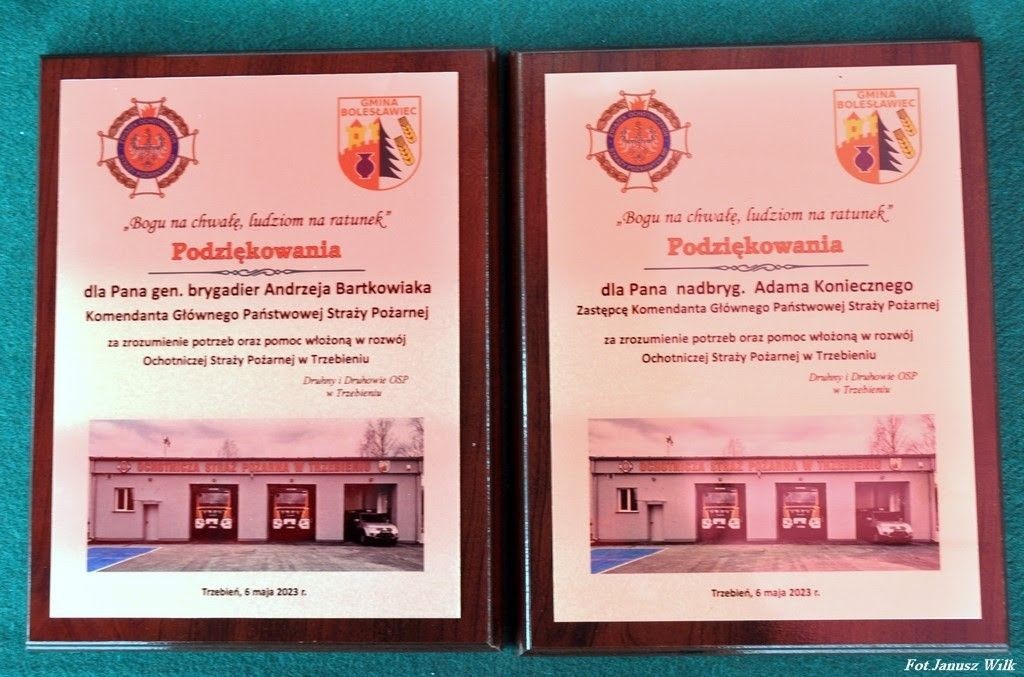 GMINA
BOLESŁAWIEC
„Bogu na chwałę, ludziom na ratunek”
Podziękowania
dla Pana gen. brygadier Andrzeja Bartkowiaka
Komendanta Głównego Państwowej Straży Pożarnej
za zrozumienie potrzeb oraz pomoc włożoną w rozwój
Ochotniczej Straży Pożarnej w Trzebieniu
Druhny i Druhowie OSP
w Trzebieniu
OCHOTNICZA STRAŻ POŻARNA W TRZEBIENIU
Trzebień, 6 maja 2023 r.
GMINA
BOLESŁAWIEC
„Bogu na chwałę, ludziom na ratunek”
Podziękowania
dla Pana nadbryg. Adama Koniecznego
Zastępcę Komendanta Głównego Państwowej Straży Pożarnej
za zrozumienie potrzeb oraz pomoc włożoną w rozwój
Ochotniczej Straży Pożarnej w Trzebieniu
Druhny i Druhowie OSP
w Trzebieniu
OCHOTNICZA STRAŻ POŻARNA W TRZEBIENIU
Trzebień, 6 maja 2023 r.
Fot.Janusz Wilk